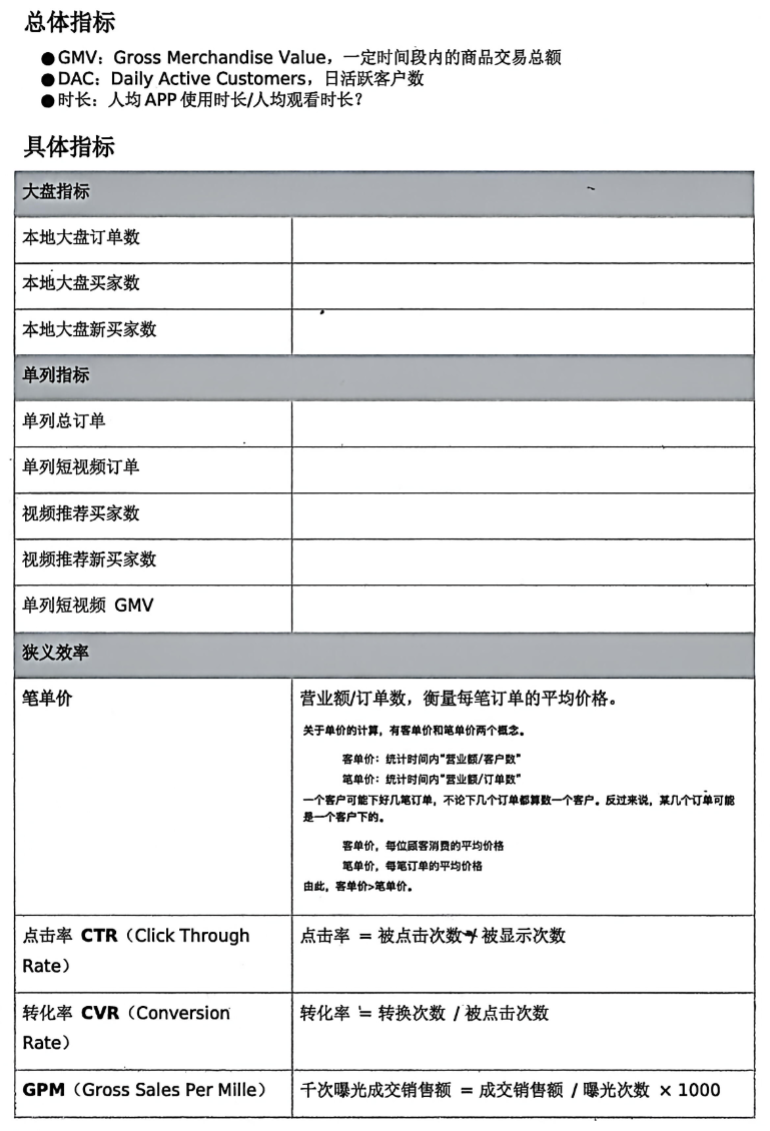 总体指标
●GMV：Gross Merchandise Value，一定时间段内的商品交易总额
●DAC：Daily Active Customers，日活跃客户数
●时长：人均APP使用时长/人均观看时长？
具体指标
大盘指标
本地大盘订单数
本地大盘买家数
本地大盘新买家数
单列指标
单列总订单
单列短视频订单
视频推荐买家数
视频推荐新买家数
单列短视频 GMV
狭义效率
笔单价
营业额/订单数，衡量每笔订单的平均价格。
关于单价的计算，有客单价和笔单价两个概念。
客单价：统计时间内"营业额/客户数"
笔单价：统计时间内"营业额/订单数"
一个客户可能下好几笔订单，不论下几个订单都算数一个客户。反过来说，某几个订单可能
是一个客户下的。
客单价，每位顾客消费的平均价格
笔单价，每笔订单的平均价格
由此，客单价>笔单价。
点击率 CTR（Click Through
Rate）
点击率 = 被点击次数 / 被显示次数
转化率 CVR（Conversion
Rate）
转化率 = 转换次数 / 被点击次数
GPM（Gross Sales Per Mille）
千次曝光成交销售额 = 成交销售额 / 曝光次数 × 1000